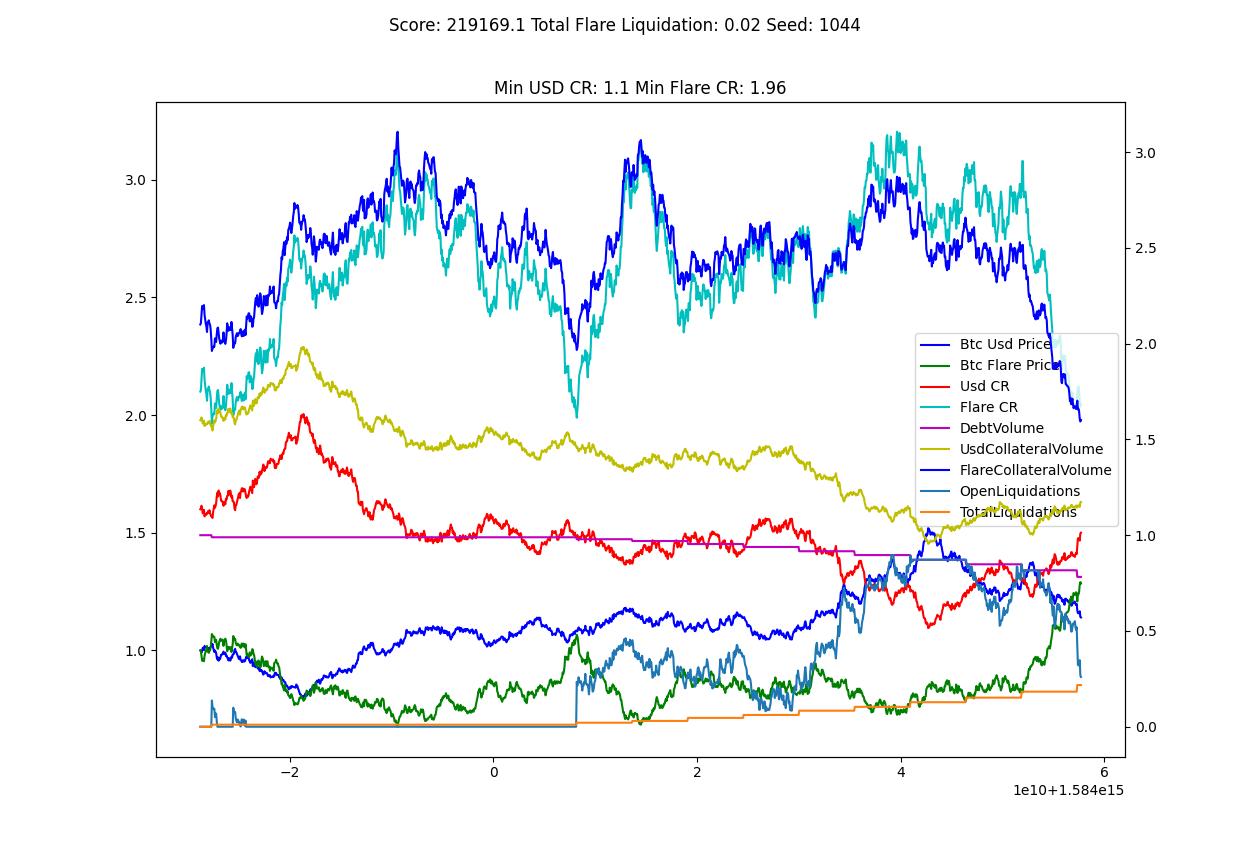 Score: 219169.1 Total Flare Liquidation: 0.02 Seed: 1044
Min USD CR: 1.1 Min Flare CR: 1.96
3.0
2.5
2.0
1.5
1.0
3.0
2.5
2.0
1.5
1.0
0.5
0.0
Btc Usd Price
Btc Flare Price
Usd CR
Flare CR
DebtVolume
UsdCollateralVolume
FlareCollateralVolume
OpenLiquidations
TotalLiquidations
−2 0 2 4 6
1e10+1.584e15